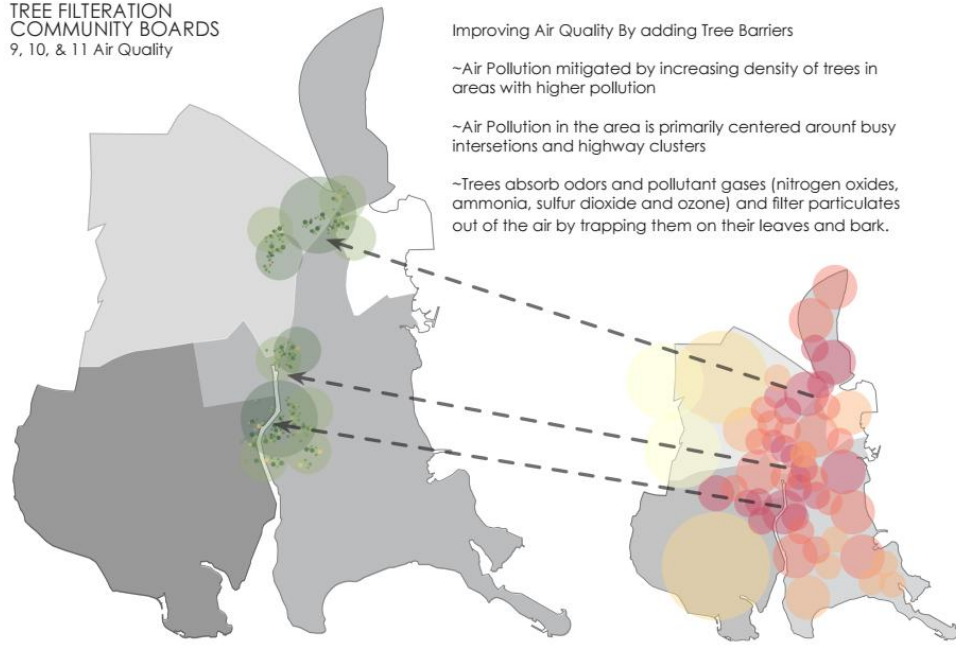 TREE FILTERATION
COMMUNITY BOARDS
9, 10, & 11 Air Quality
Improving Air Quality By adding Tree Barriers
~Air Pollution mitigated by increasing density of trees in
areas with higher pollution
~Air Pollution in the area is primarily centered arounf busy
intersetions and highway clusters
~Trees absorb odors and pollutant gases (nitrogen oxides,
ammonia, sulfur dioxide and ozone) and filter particulates
out of the air by trapping them on their leaves and bark.